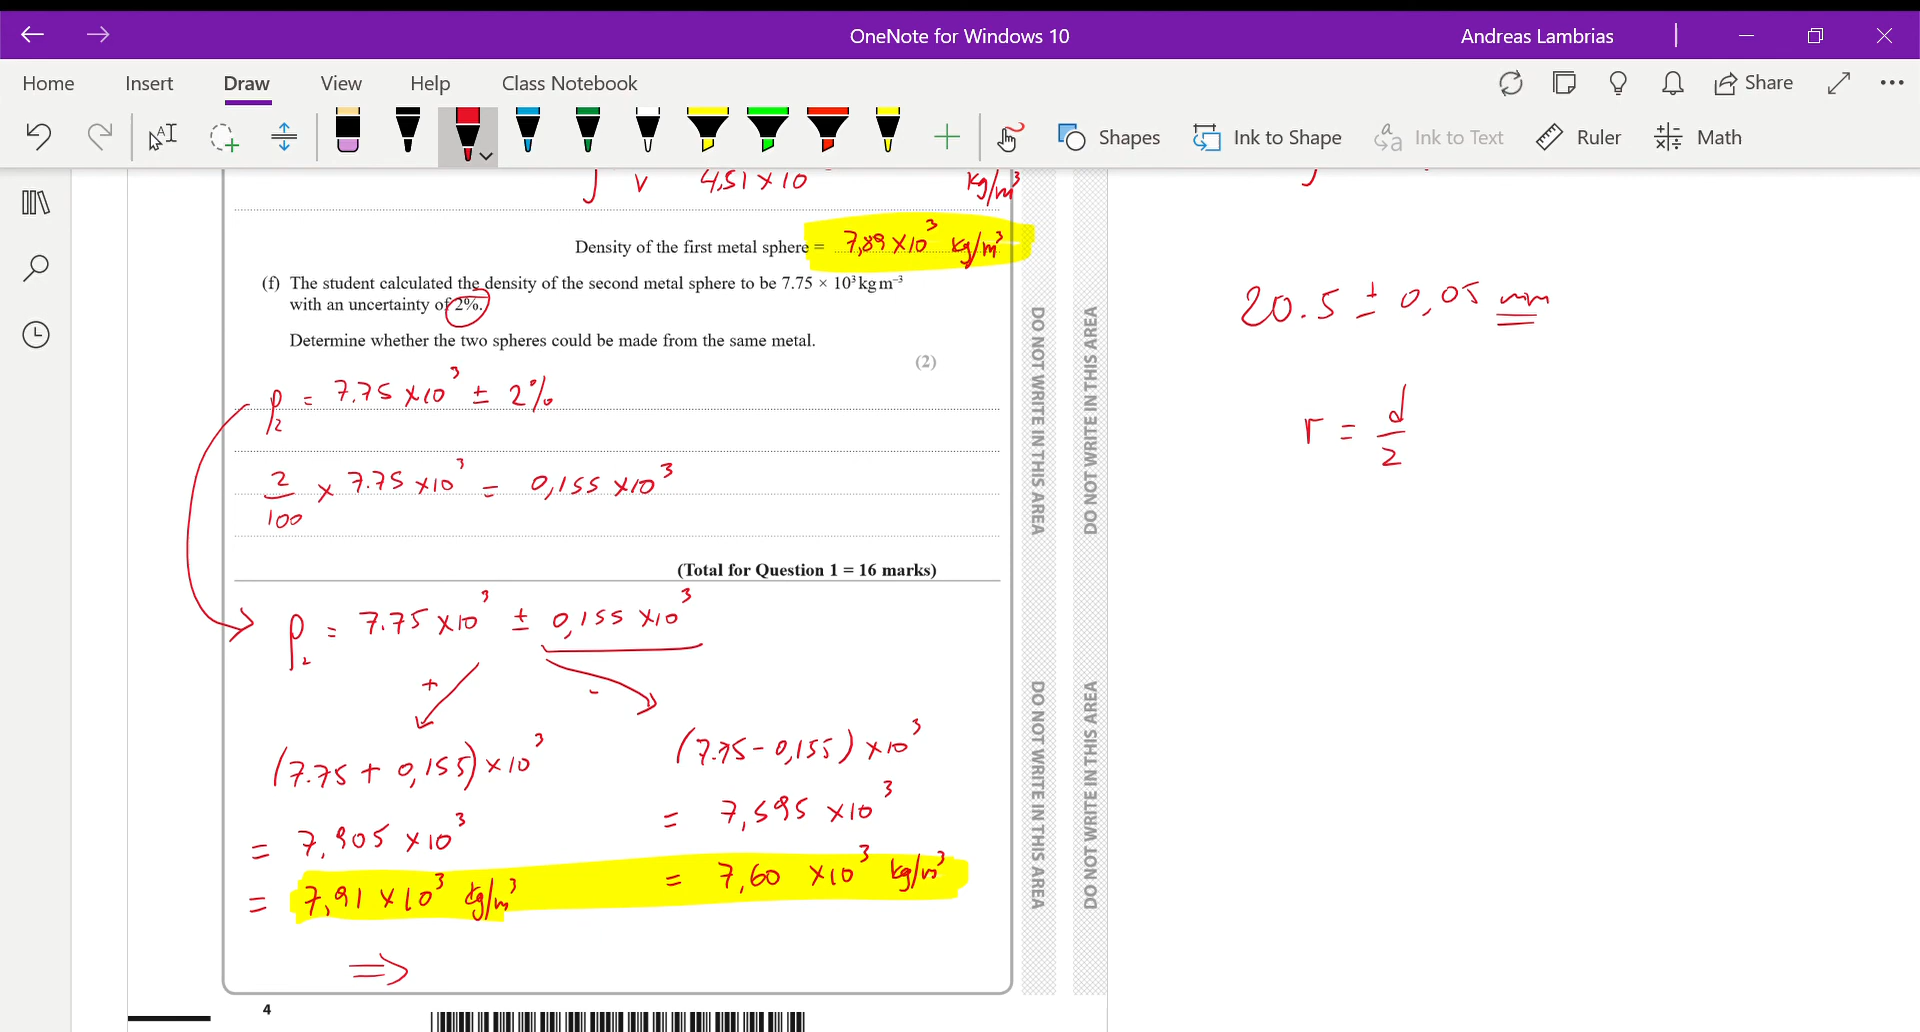 OneNote for Windows 10
Andreas Lambrias
Home Insert Draw View Help Class Notebook
Share
Shapes Ink to Shape Ink to Text Ruler Math
v 4,51 × 10 kg/m³
Density of the first metal sphere = 7,89 × 10³ kg/m³
(f) The student calculated the density of the second metal sphere to be 7.75 × 10³ kg m⁻³
with an uncertainty of 2%.
Determine whether the two spheres could be made from the same metal.
(2)
ρ₂ = 7.75 × 10³ ± 2%
2/100 × 7.75 × 10³ = 0,155 × 10³
(Total for Question 1 = 16 marks)
ρ₂ = 7.75 × 10³ ± 0,155 × 10³
+ -
(7.75 + 0,155) × 10³
= 7,905 × 10³
= 7,91 × 10³ kg/m³
(7.75 - 0,155) × 10³
= 7,595 × 10³
= 7,60 × 10³ kg/m³
⇒
4
DO NOT WRITE IN THIS AREA
DO NOT WRITE IN THIS AREA
DO NOT WRITE IN THIS AREA
DO NOT WRITE IN THIS AREA
20.5 ± 0,05 mm
r = d/2